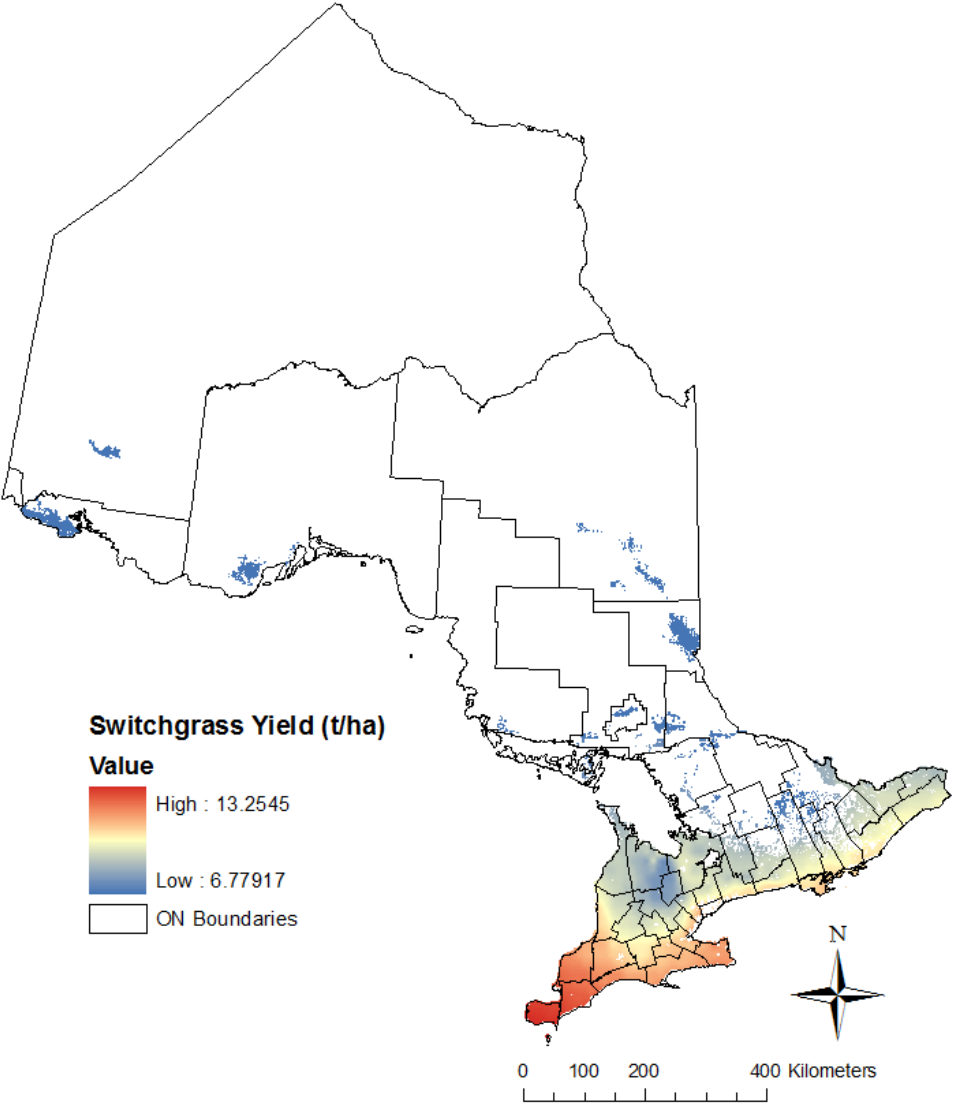 Switchgrass Yield (t/ha)
Value
High : 13.2545
Low : 6.77917
ON Boundaries
N
0 100 200 400 Kilometers